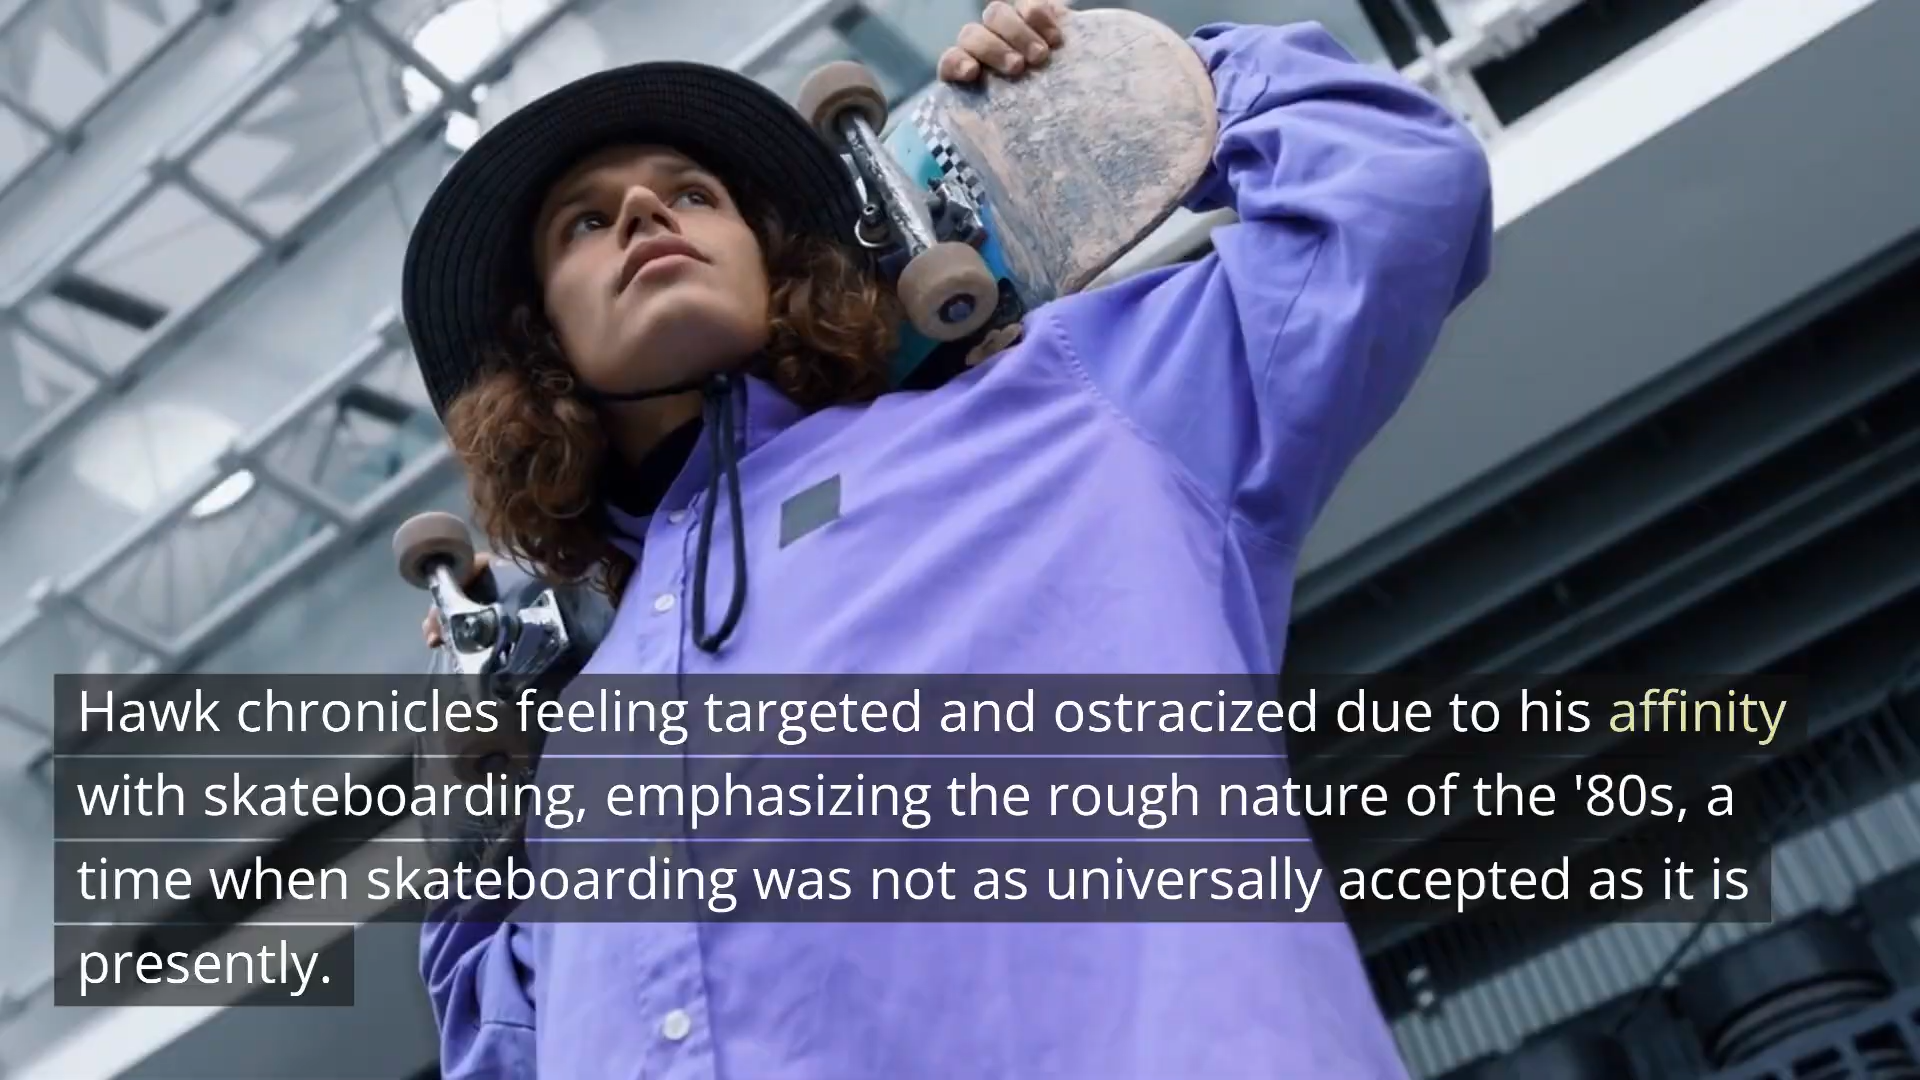 Hawk chronicles feeling targeted and ostracized due to his affinity
with skateboarding, emphasizing the rough nature of the '80s, a
time when skateboarding was not as universally accepted as it is
presently.